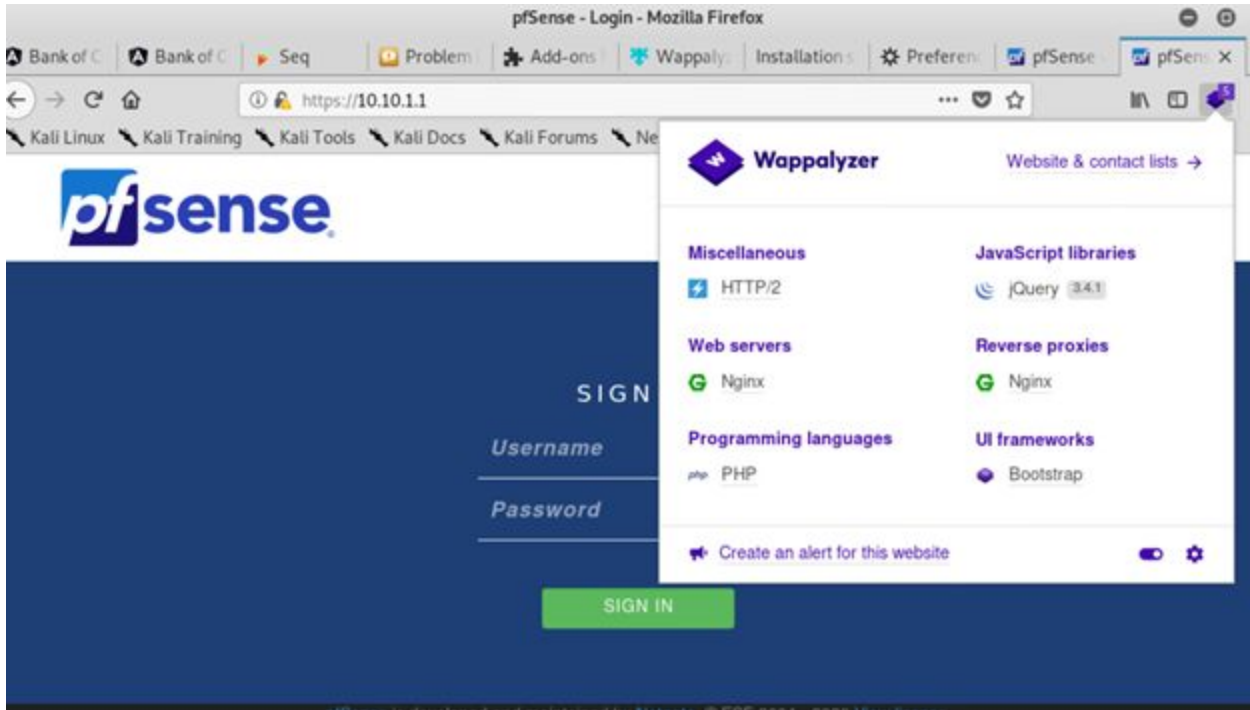 pfSense - Login - Mozilla Firefox
Bank of C
Bank of C
Seq
Problem
Add-ons
Wappaly
Installation s
Preferen
pfSense
pfSens
https://10.10.1.1
Kali Linux
Kali Training
Kali Tools
Kali Docs
Kali Forums
Ne
5
pfsense
Wappalyzer
Website & contact lists →
Miscellaneous
HTTP/2
JavaScript libraries
jQuery 3.4.1
Web servers
Nginx
Reverse proxies
Nginx
Programming languages
php PHP
UI frameworks
Bootstrap
Create an alert for this website
SIGN
Username
Password
SIGN IN